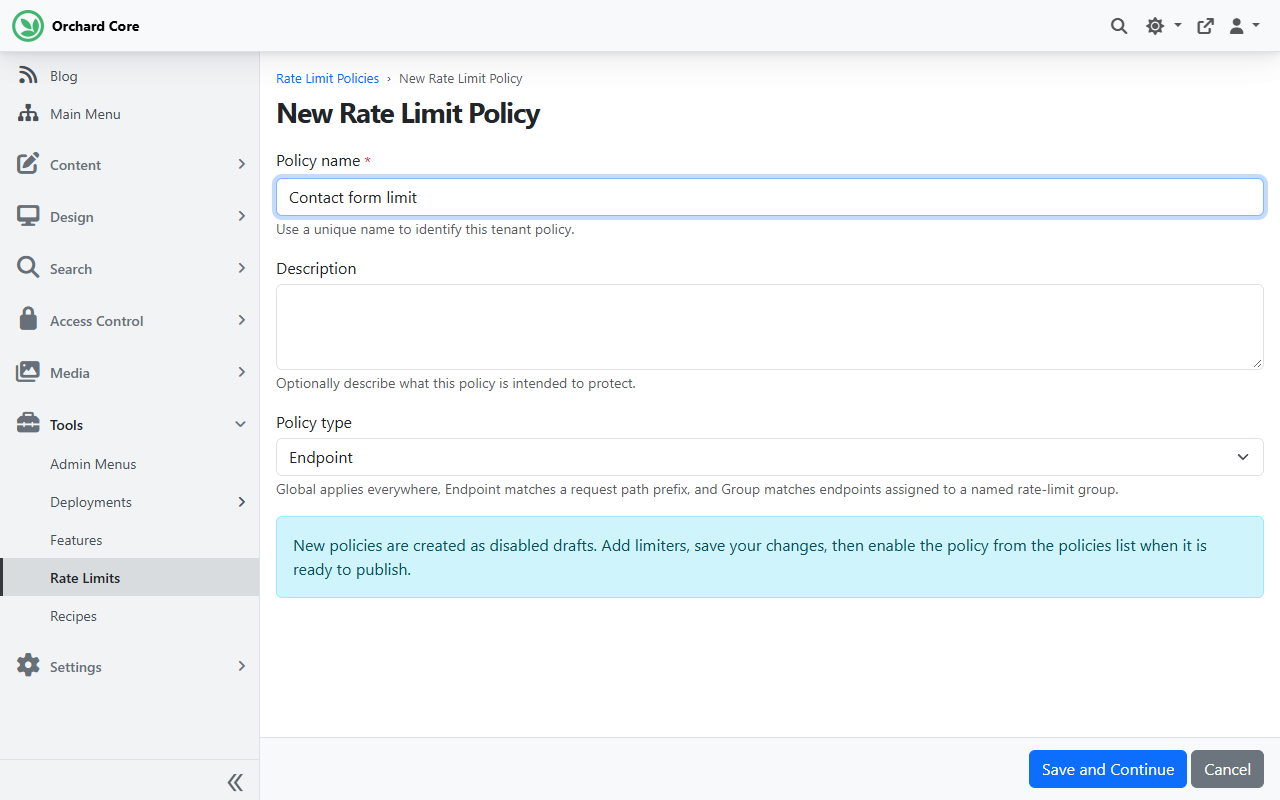 Orchard Core
Blog
Main Menu
Content
Design
Search
Access Control
Media
Tools
Admin Menus
Deployments
Features
Rate Limits
Recipes
Settings
Rate Limit Policies › New Rate Limit Policy
New Rate Limit Policy
Policy name *
Contact form limit
Use a unique name to identify this tenant policy.
Description
Optionally describe what this policy is intended to protect.
Policy type
Endpoint
Global applies everywhere, Endpoint matches a request path prefix, and Group matches endpoints assigned to a named rate-limit group.
New policies are created as disabled drafts. Add limiters, save your changes, then enable the policy from the policies list when it is
ready to publish.
Save and Continue
Cancel